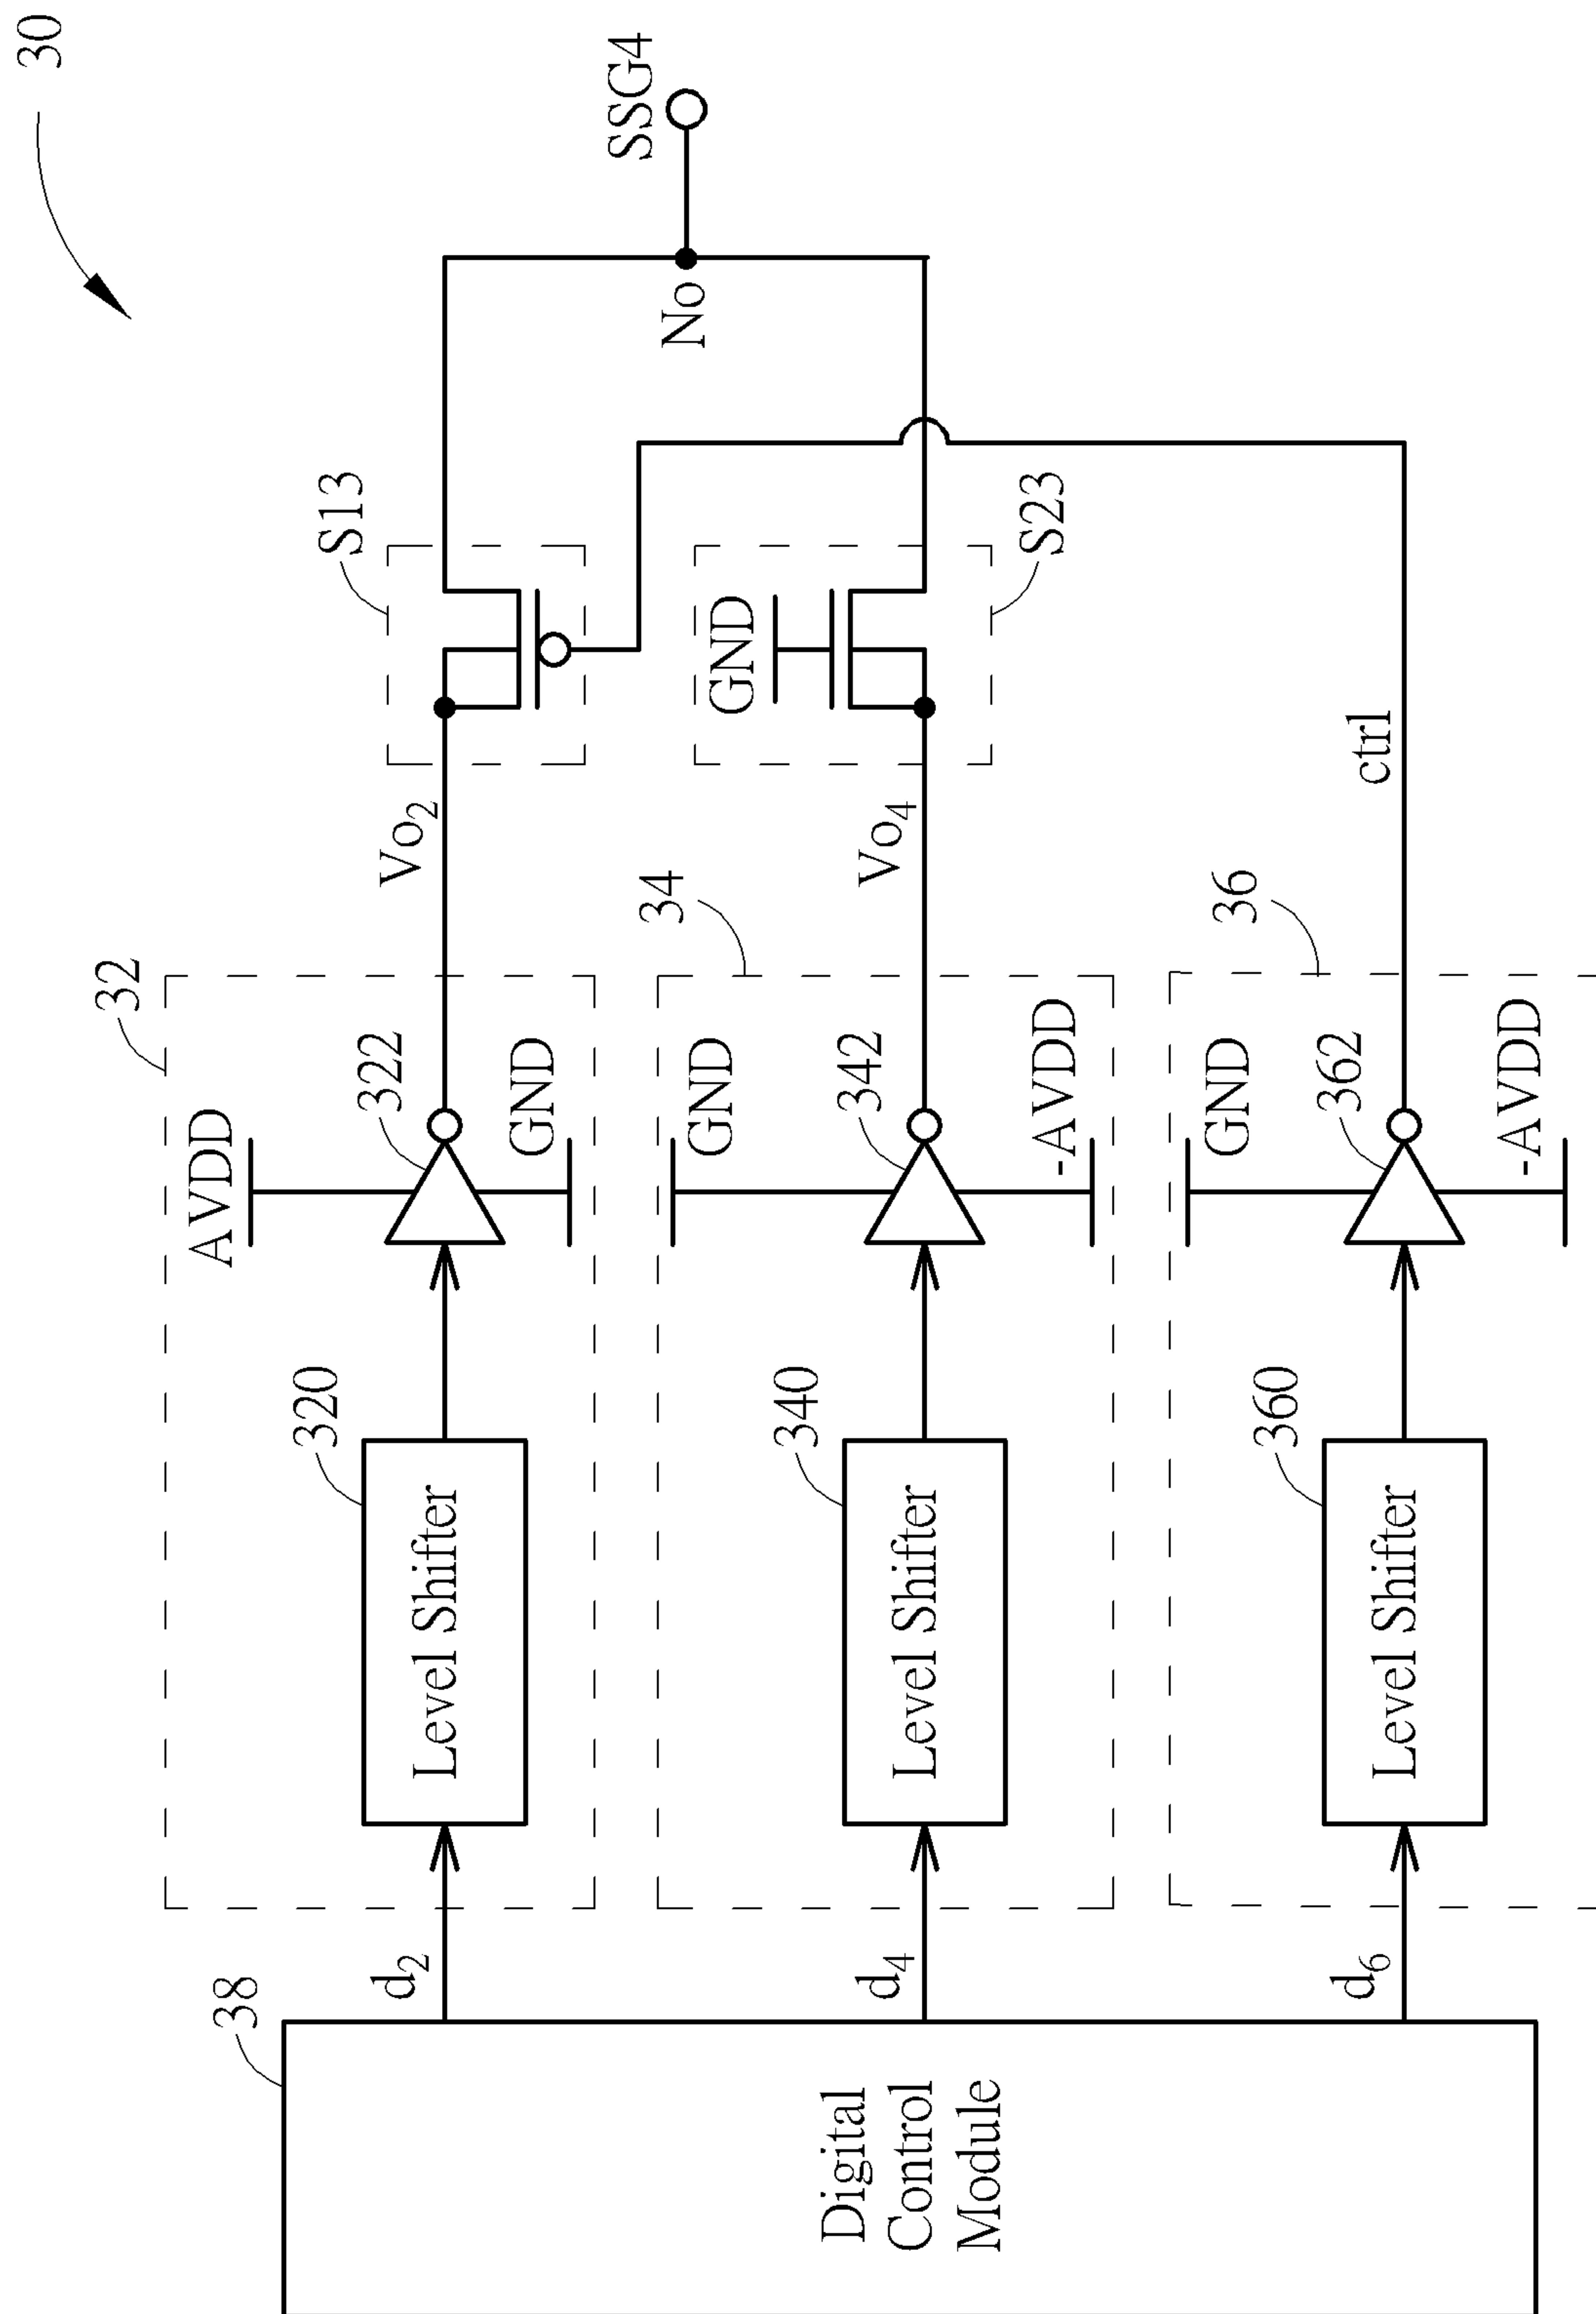 30
32
AVDD
322
GND
320
Level Shifter
d2
Vo2
S13
SSG4
No
38
Digital
Control
Module
34
GND
342
-AVDD
340
Level Shifter
d4
Vo4
GND
S23
36
GND
362
-AVDD
360
Level Shifter
d6
ctrl